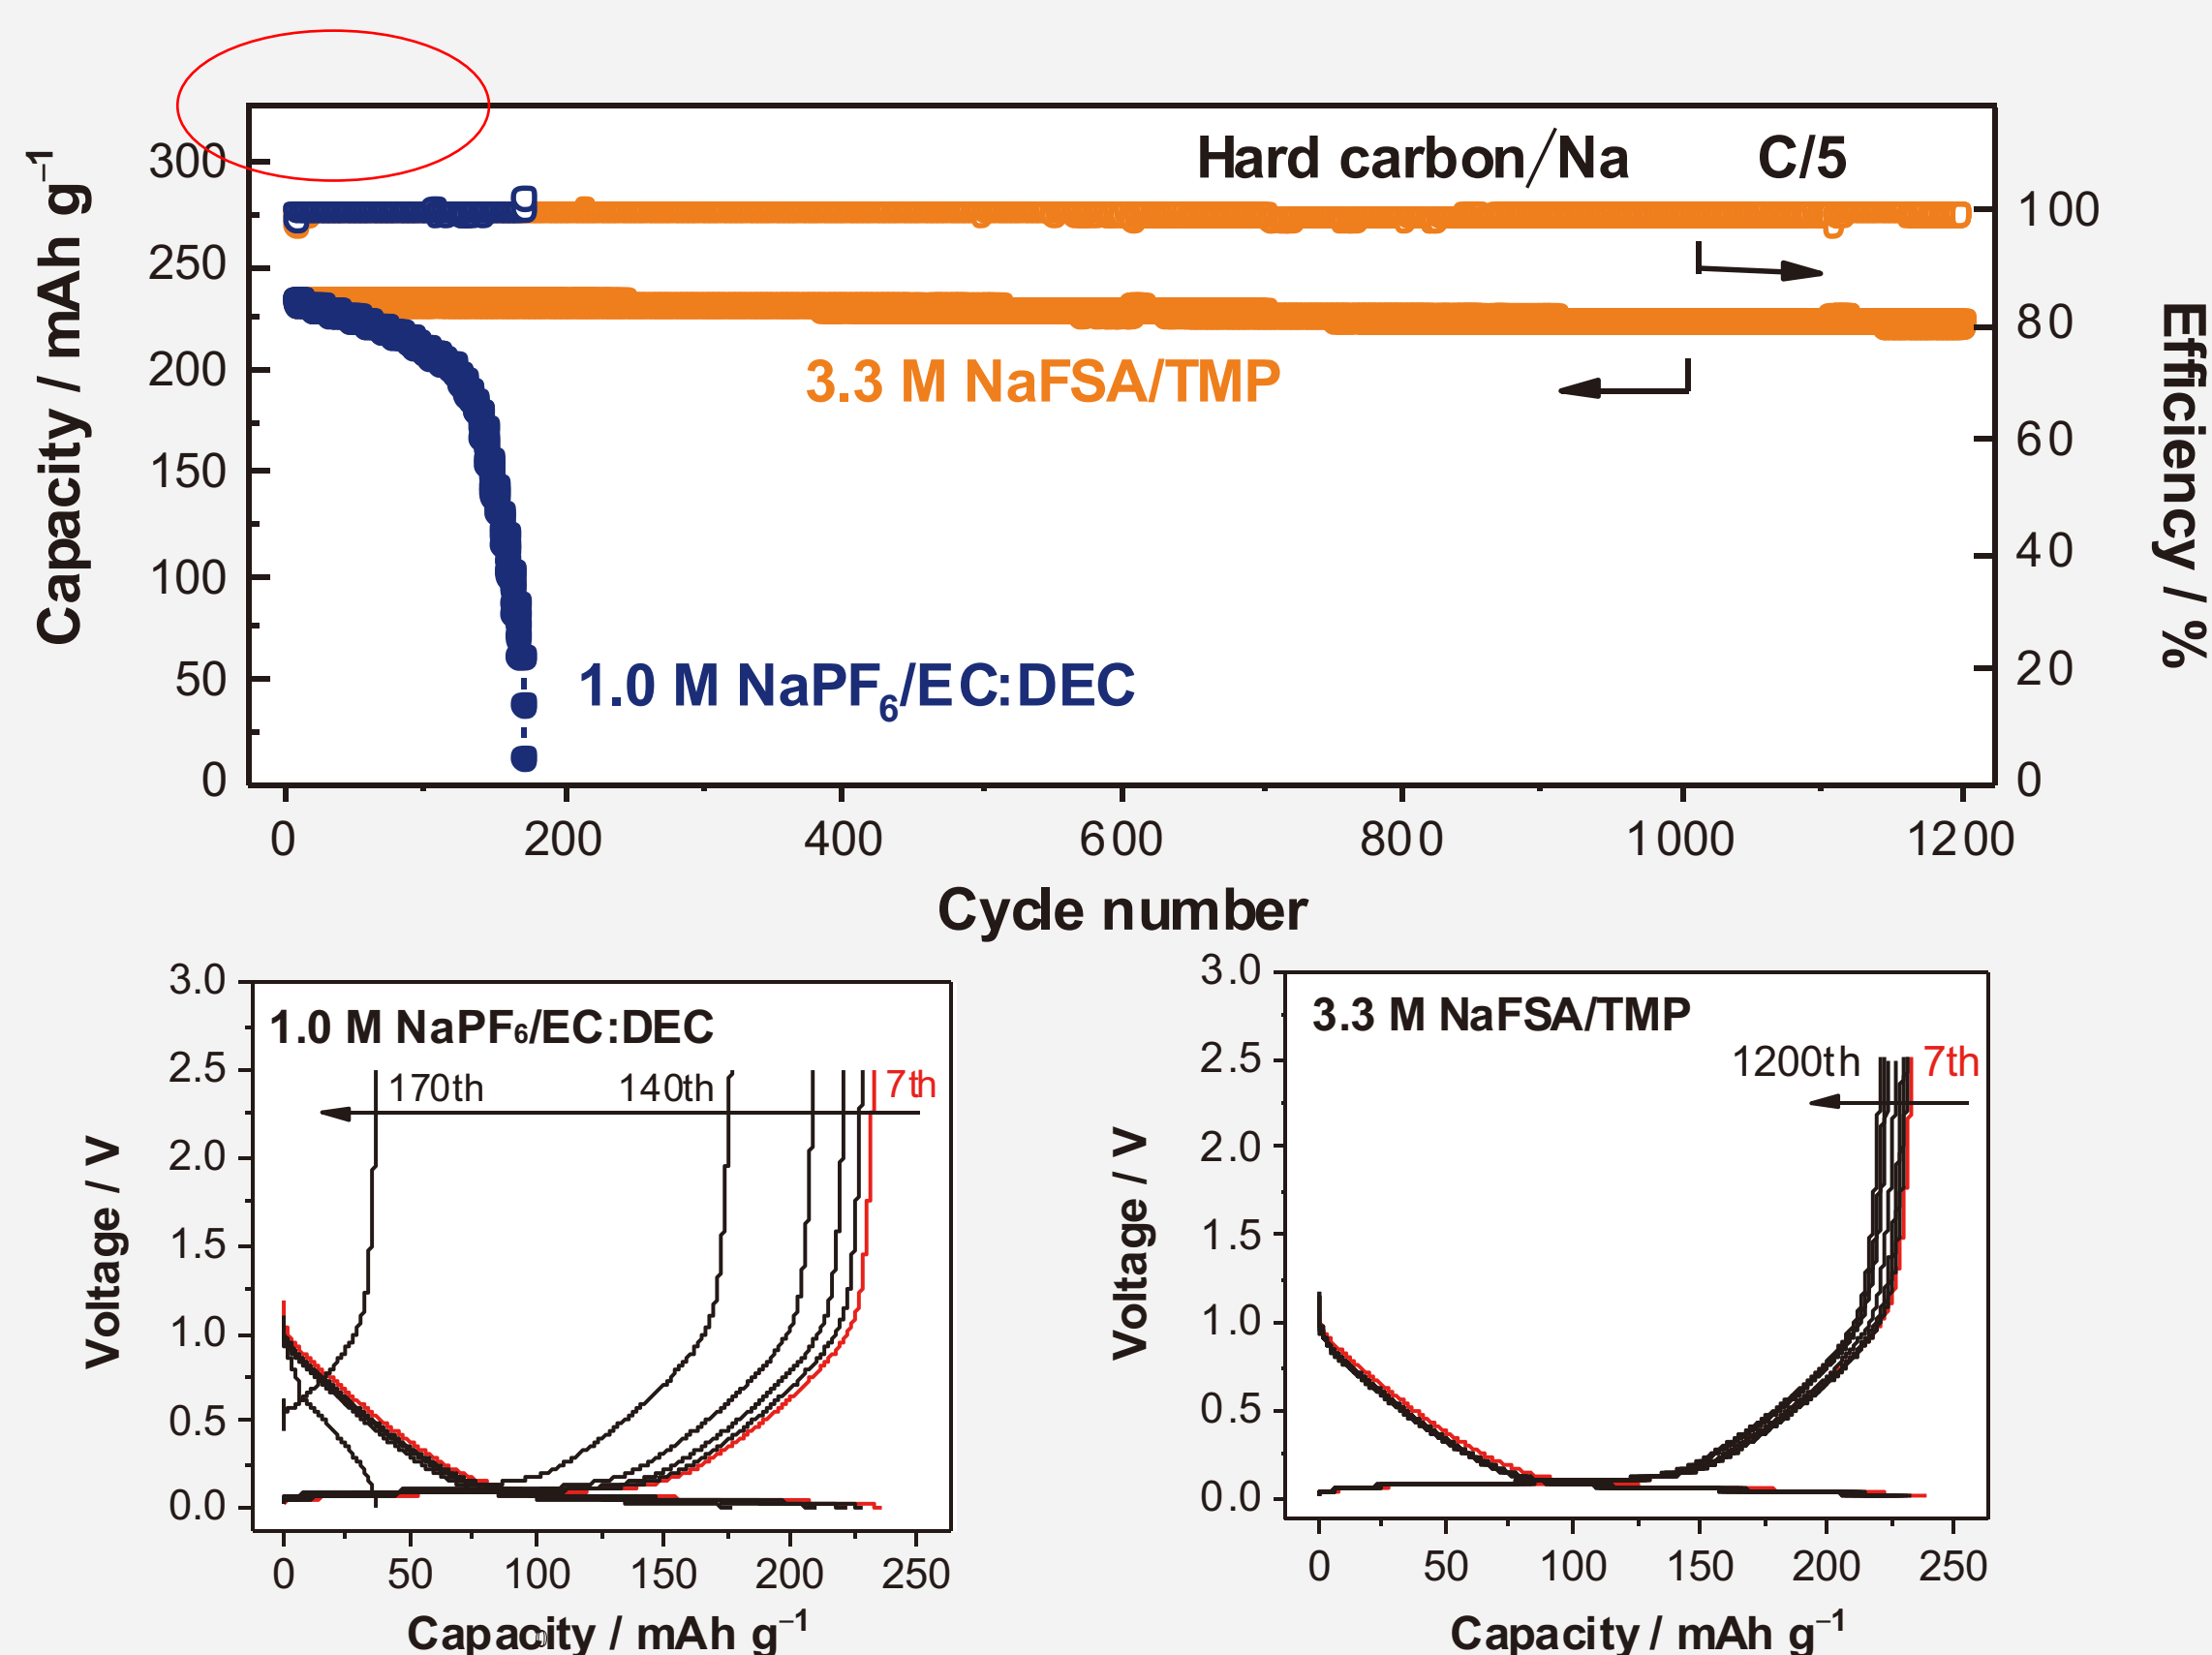 Hard carbon/Na C/5
Capacity / mAh g⁻¹
300
250
200
150
100
50
0
100
80
60
40
20
0
Efficiency / %
3.3 M NaFSA/TMP
1.0 M NaPF₆/EC:DEC
0 200 400 600 800 1000 1200
Cycle number
1.0 M NaPF₆/EC:DEC
170th 140th 7th
Voltage / V
3.0
2.5
2.0
1.5
1.0
0.5
0.0
0 50 100 150 200 250
Capacity / mAh g⁻¹
3.3 M NaFSA/TMP
1200th 7th
Voltage / V
3.0
2.5
2.0
1.5
1.0
0.5
0.0
0 50 100 150 200 250
Capacity / mAh g⁻¹